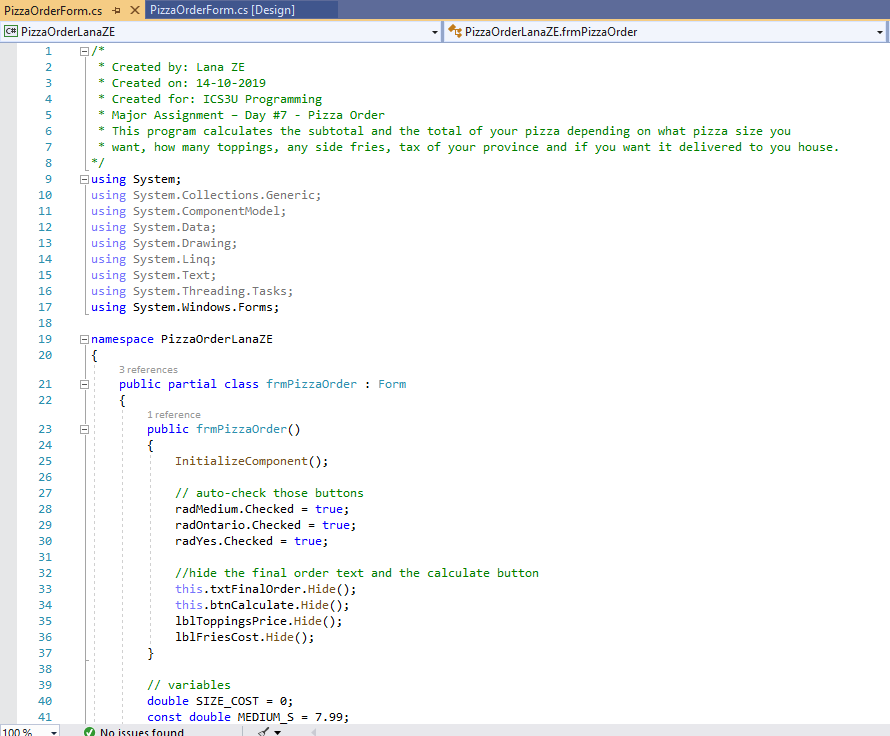 PizzaOrderForm.cs PizzaOrderForm.cs [Design]
C# PizzaOrderLanaZE PizzaOrderLanaZE.frmPizzaOrder
1 /*
2 * Created by: Lana ZE
3 * Created on: 14-10-2019
4 * Created for: ICS3U Programming
5 * Major Assignment – Day #7 - Pizza Order
6 * This program calculates the subtotal and the total of your pizza depending on what pizza size you
7 * want, how many toppings, any side fries, tax of your province and if you want it delivered to you house.
8 */
9 using System;
10 using System.Collections.Generic;
11 using System.ComponentModel;
12 using System.Data;
13 using System.Drawing;
14 using System.Linq;
15 using System.Text;
16 using System.Threading.Tasks;
17 using System.Windows.Forms;
18
19 namespace PizzaOrderLanaZE
20 {
3 references
21 public partial class frmPizzaOrder : Form
22 {
1 reference
23 public frmPizzaOrder()
24 {
25 InitializeComponent();
26
27 // auto-check those buttons
28 radMedium.Checked = true;
29 radOntario.Checked = true;
30 radYes.Checked = true;
31
32 //hide the final order text and the calculate button
33 this.txtFinalOrder.Hide();
34 this.btnCalculate.Hide();
35 lblToppingsPrice.Hide();
36 lblFriesCost.Hide();
37 }
38
39 // variables
40 double SIZE_COST = 0;
41 const double MEDIUM_S = 7.99;
100 % No issues found